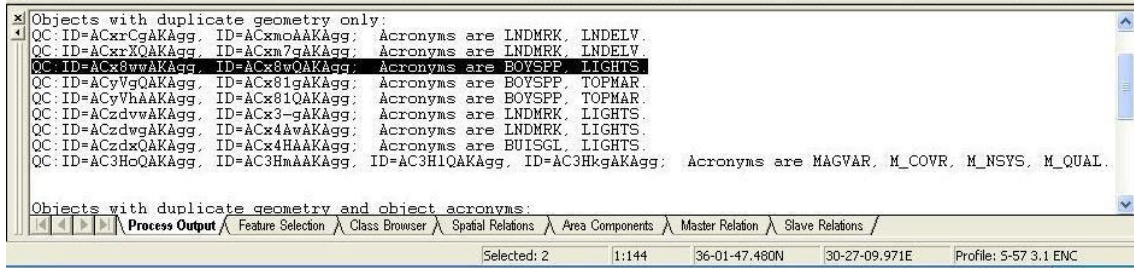 Objects with duplicate geometry only:
QC:ID=ACxrCgAKAgg, ID=ACxmoAAKAgg;  Acronyms are LNDMRK, LNDELV.
QC:ID=ACxrXQAKAgg, ID=ACxm7gAKAgg;  Acronyms are LNDMRK, LNDELV.
QC:ID=ACx8wwAKAgg, ID=ACx8wQAKAgg;  Acronyms are BOYSPP, LIGHTS.
QC:ID=ACyVgQAKAgg, ID=ACx81gAKAgg;  Acronyms are BOYSPP, TOPMAR.
QC:ID=ACyVhAAKAgg, ID=ACx81QAKAgg;  Acronyms are BOYSPP, TOPMAR.
QC:ID=ACzdvwAKAgg, ID=ACx3-gAKAgg;  Acronyms are LNDMRK, LIGHTS.
QC:ID=ACzdwgAKAgg, ID=ACx4AwAKAgg;  Acronyms are LNDMRK, LIGHTS.
QC:ID=ACzdxQAKAgg, ID=ACx4HAAKAgg;  Acronyms are BUISGL, LIGHTS.
QC:ID=AC3HoQAKAgg, ID=AC3HmAAKAgg, ID=AC3HlQAKAgg, ID=AC3HkgAKAgg;  Acronyms are MAGVAR, M_COVR, M_NSYS, M_QUAL.
Objects with duplicate geometry and object acronyms:
Process Output Feature Selection Class Browser Spatial Relations Area Components Master Relation Slave Relations
Selected: 2 1:144 36-01-47.480N 30-27-09.971E Profile: S-57 3.1 ENC